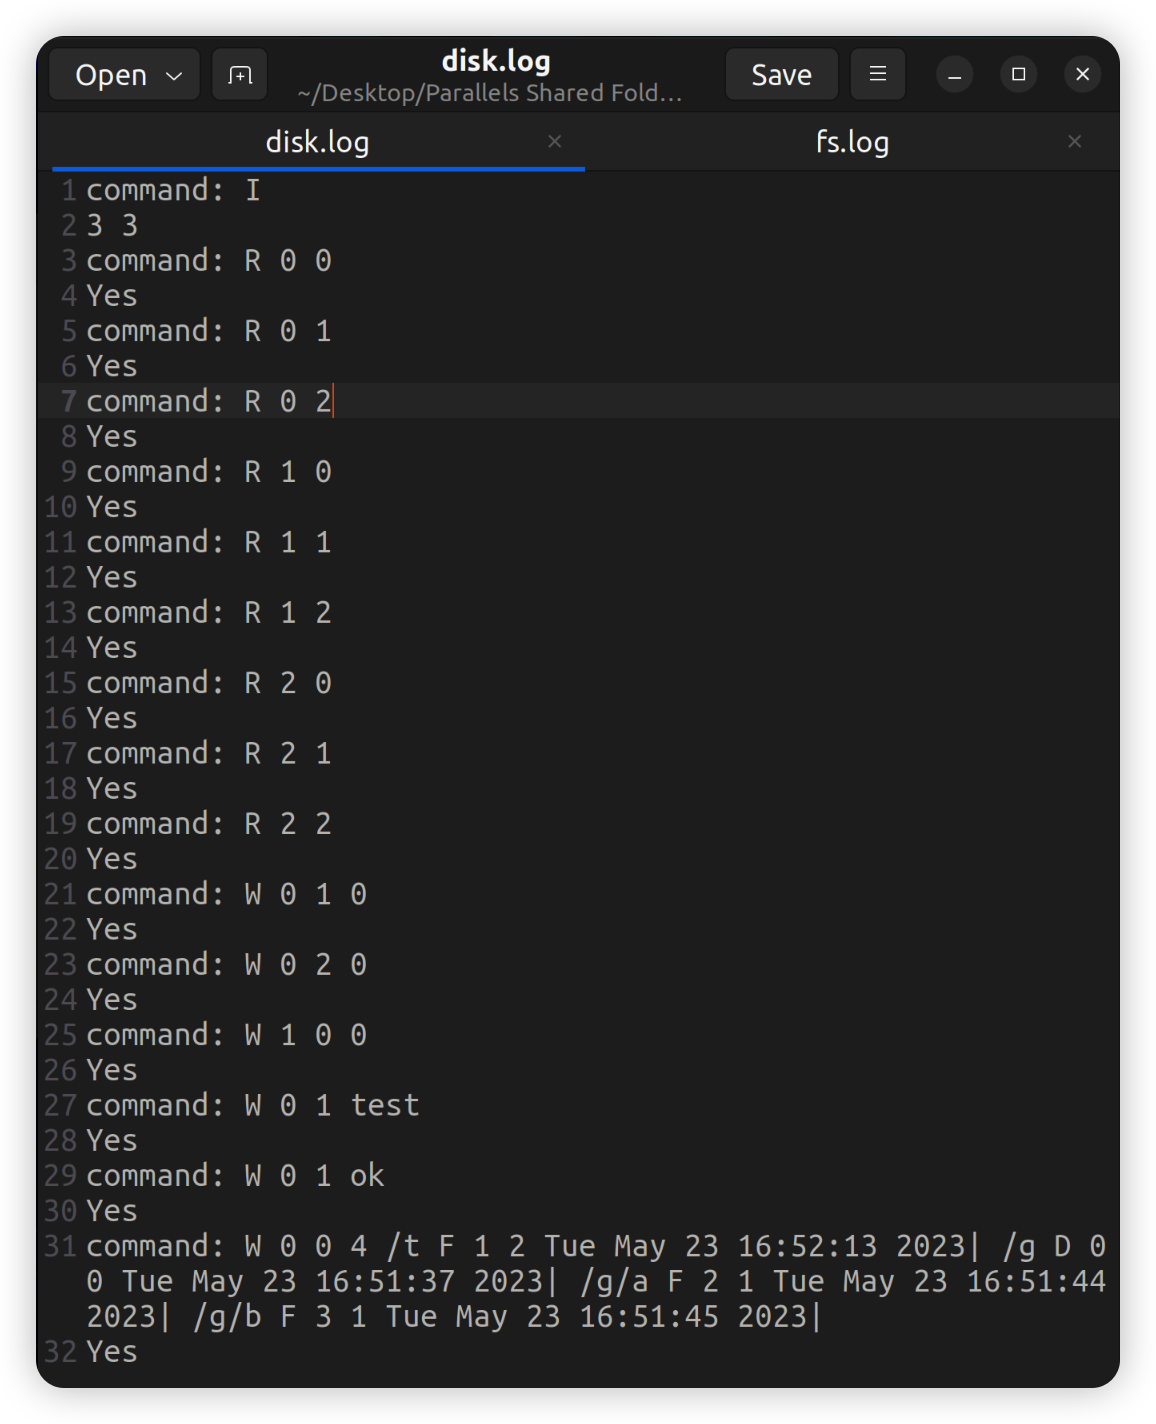 Open
disk.log
~/Desktop/Parallels Shared Fold...
Save
disk.log
fs.log
1 command: I
2 3 3
3 command: R 0 0
4 Yes
5 command: R 0 1
6 Yes
7 command: R 0 2
8 Yes
9 command: R 1 0
10 Yes
11 command: R 1 1
12 Yes
13 command: R 1 2
14 Yes
15 command: R 2 0
16 Yes
17 command: R 2 1
18 Yes
19 command: R 2 2
20 Yes
21 command: W 0 1 0
22 Yes
23 command: W 0 2 0
24 Yes
25 command: W 1 0 0
26 Yes
27 command: W 0 1 test
28 Yes
29 command: W 0 1 ok
30 Yes
31 command: W 0 0 4 /t F 1 2 Tue May 23 16:52:13 2023| /g D 0
0 Tue May 23 16:51:37 2023| /g/a F 2 1 Tue May 23 16:51:44
2023| /g/b F 3 1 Tue May 23 16:51:45 2023|
32 Yes